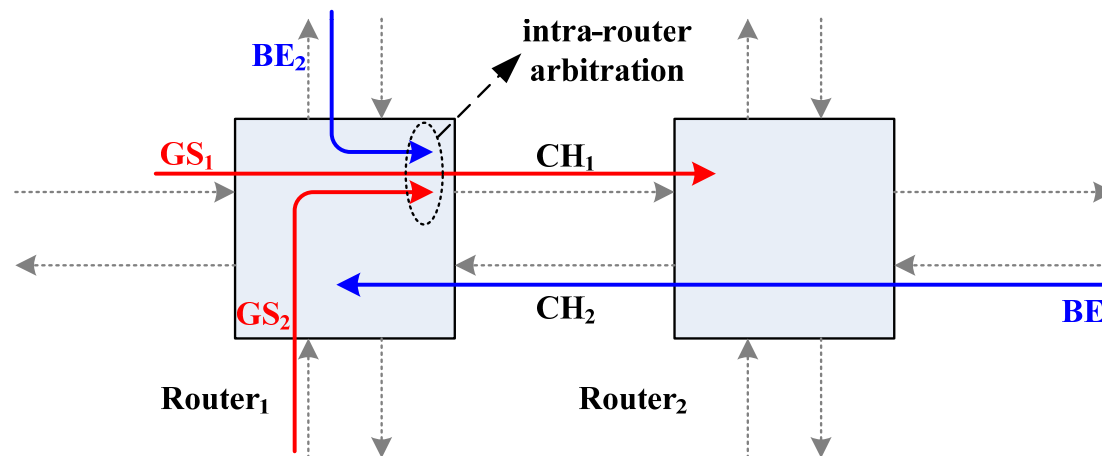 intra-router
arbitration
BE₂
GS₁
CH₁
GS₂
CH₂
BE
Router₁
Router₂